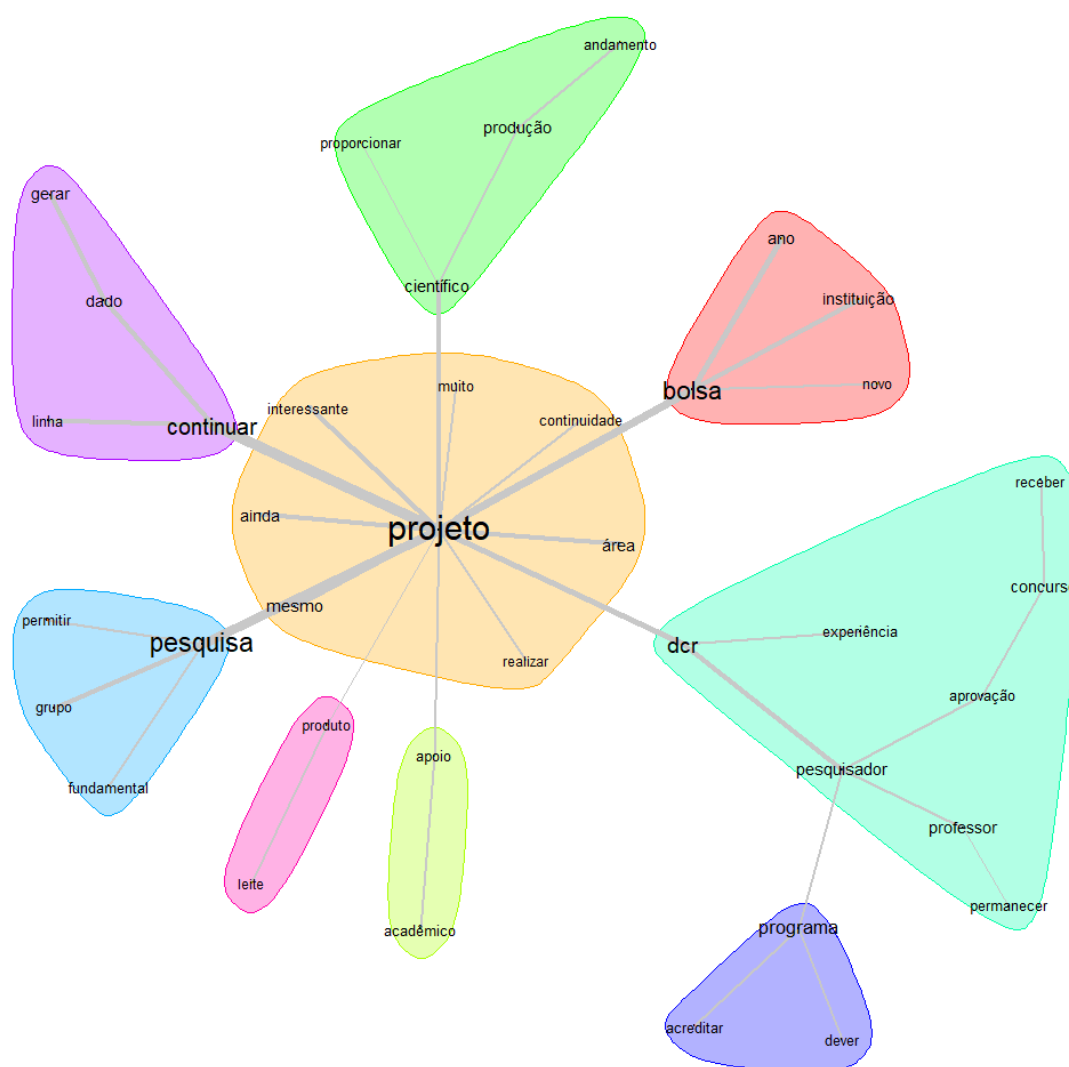 andamento
produção
proporcionar
gerar
ano
científico
instituição
dado
novo
muito
bolsa
interessante
continuidade
linha
continuar
receber
ainda
projeto
área
concurso
mesmo
permitir
experiência
pesquisa
dcr
realizar
aprovação
grupo
produto
apoio
pesquisador
fundamental
professor
leite
permanecer
acadêmico
programa
acreditar
dever